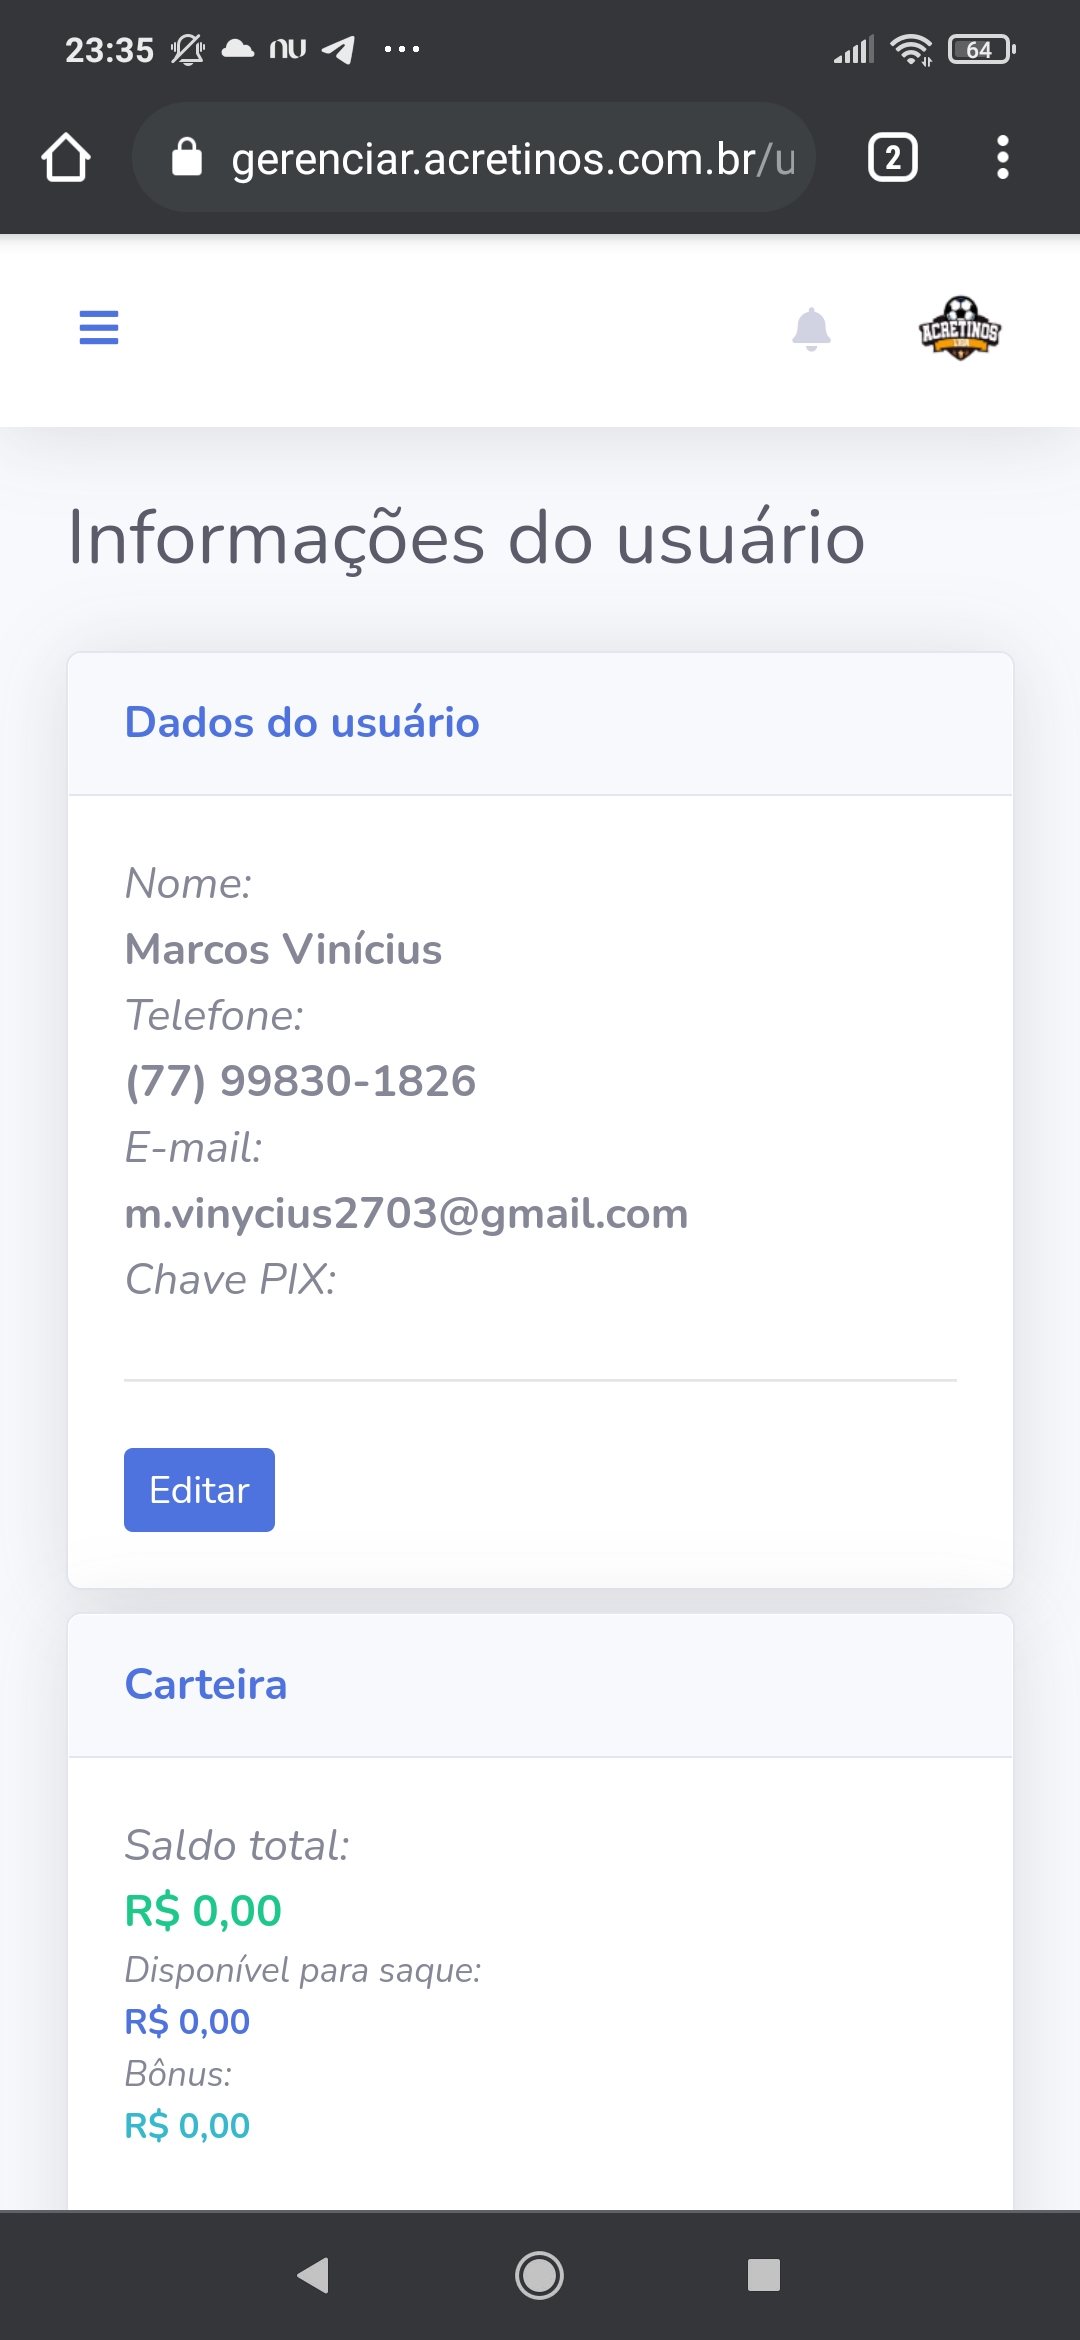 23:35 nu 64
gerenciar.acretinos.com.br/u 2
ACRETINOS
Informações do usuário
Dados do usuário
Nome:
Marcos Vinícius
Telefone:
(77) 99830-1826
E-mail:
m.vinycius2703@gmail.com
Chave PIX:
Editar
Carteira
Saldo total:
R$ 0,00
Disponível para saque:
R$ 0,00
Bônus:
R$ 0,00